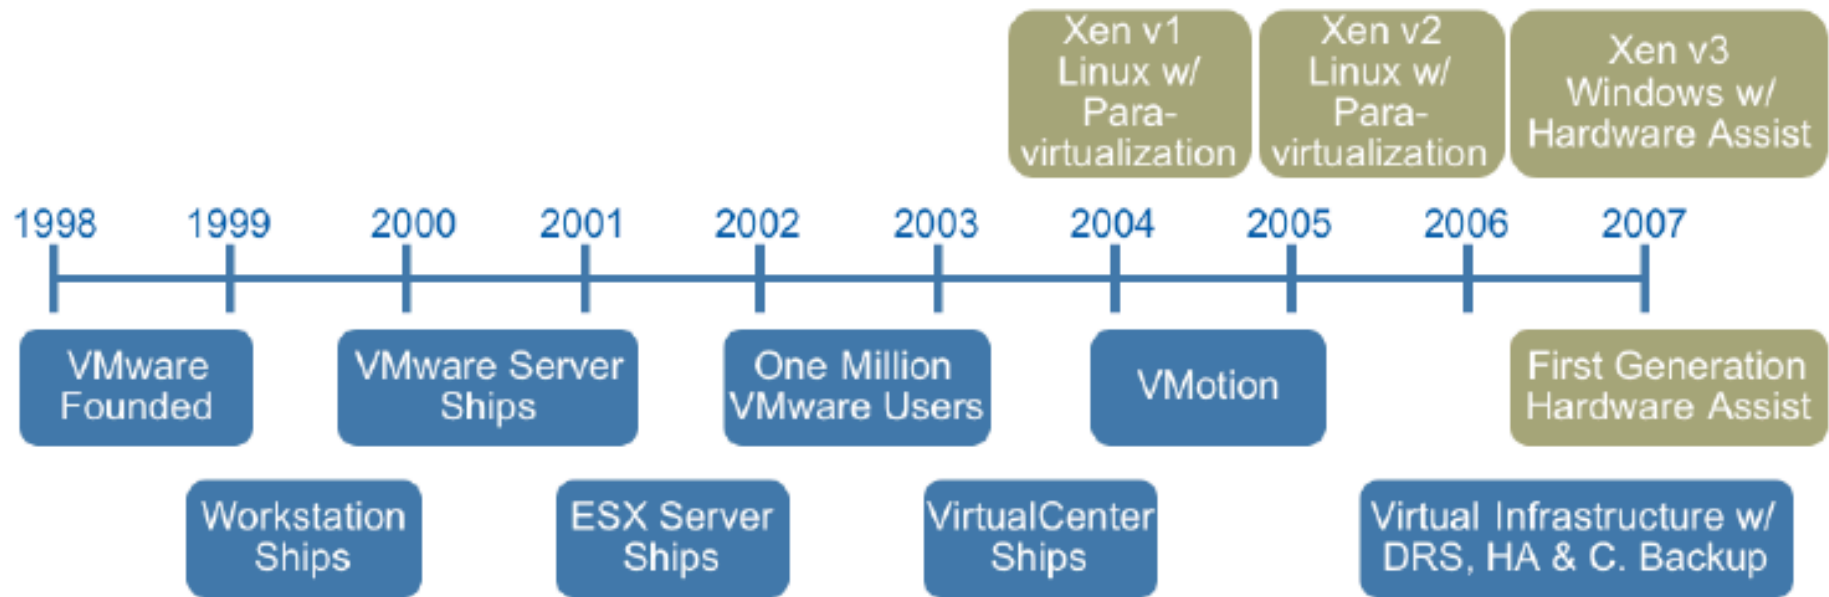 Xen v1
Linux w/
Para-
virtualization
Xen v2
Linux w/
Para-
virtualization
Xen v3
Windows w/
Hardware Assist
1998 1999 2000 2001 2002 2003 2004 2005 2006 2007
VMware
Founded
VMware Server
Ships
One Million
VMware Users
VMotion
First Generation
Hardware Assist
Workstation
Ships
ESX Server
Ships
VirtualCenter
Ships
Virtual Infrastructure w/
DRS, HA & C. Backup